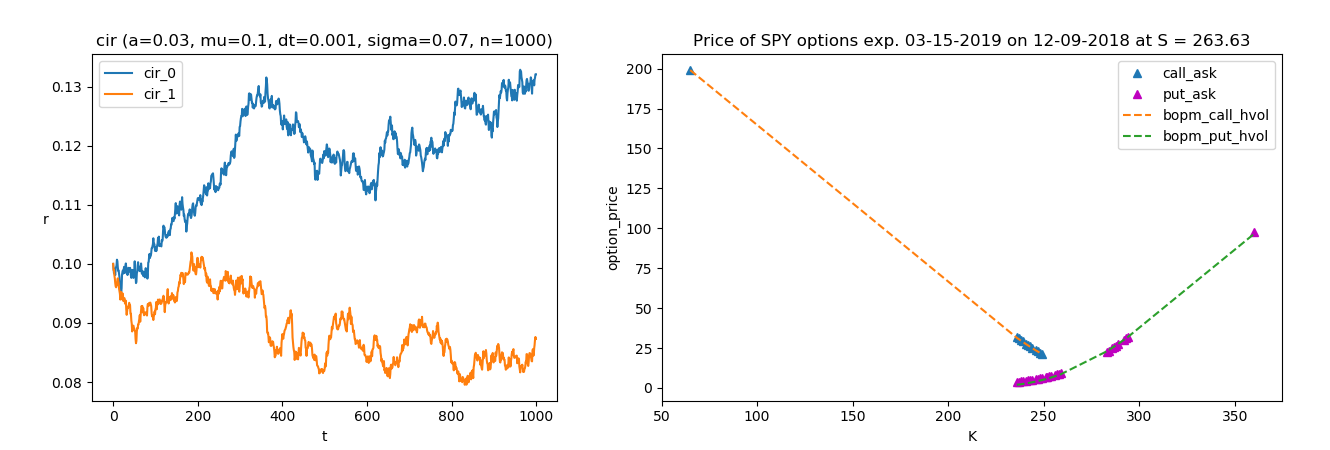 cir (a=0.03, mu=0.1, dt=0.001, sigma=0.07, n=1000)
cir_0
cir_1
0.13
0.12
0.11
0.10
0.09
0.08
r
0 200 400 600 800 1000
t
Price of SPY options exp. 03-15-2019 on 12-09-2018 at S = 263.63
call_ask
put_ask
bopm_call_hvol
bopm_put_hvol
200
175
150
125
100
75
50
25
0
option_price
50 100 150 200 250 300 350
K